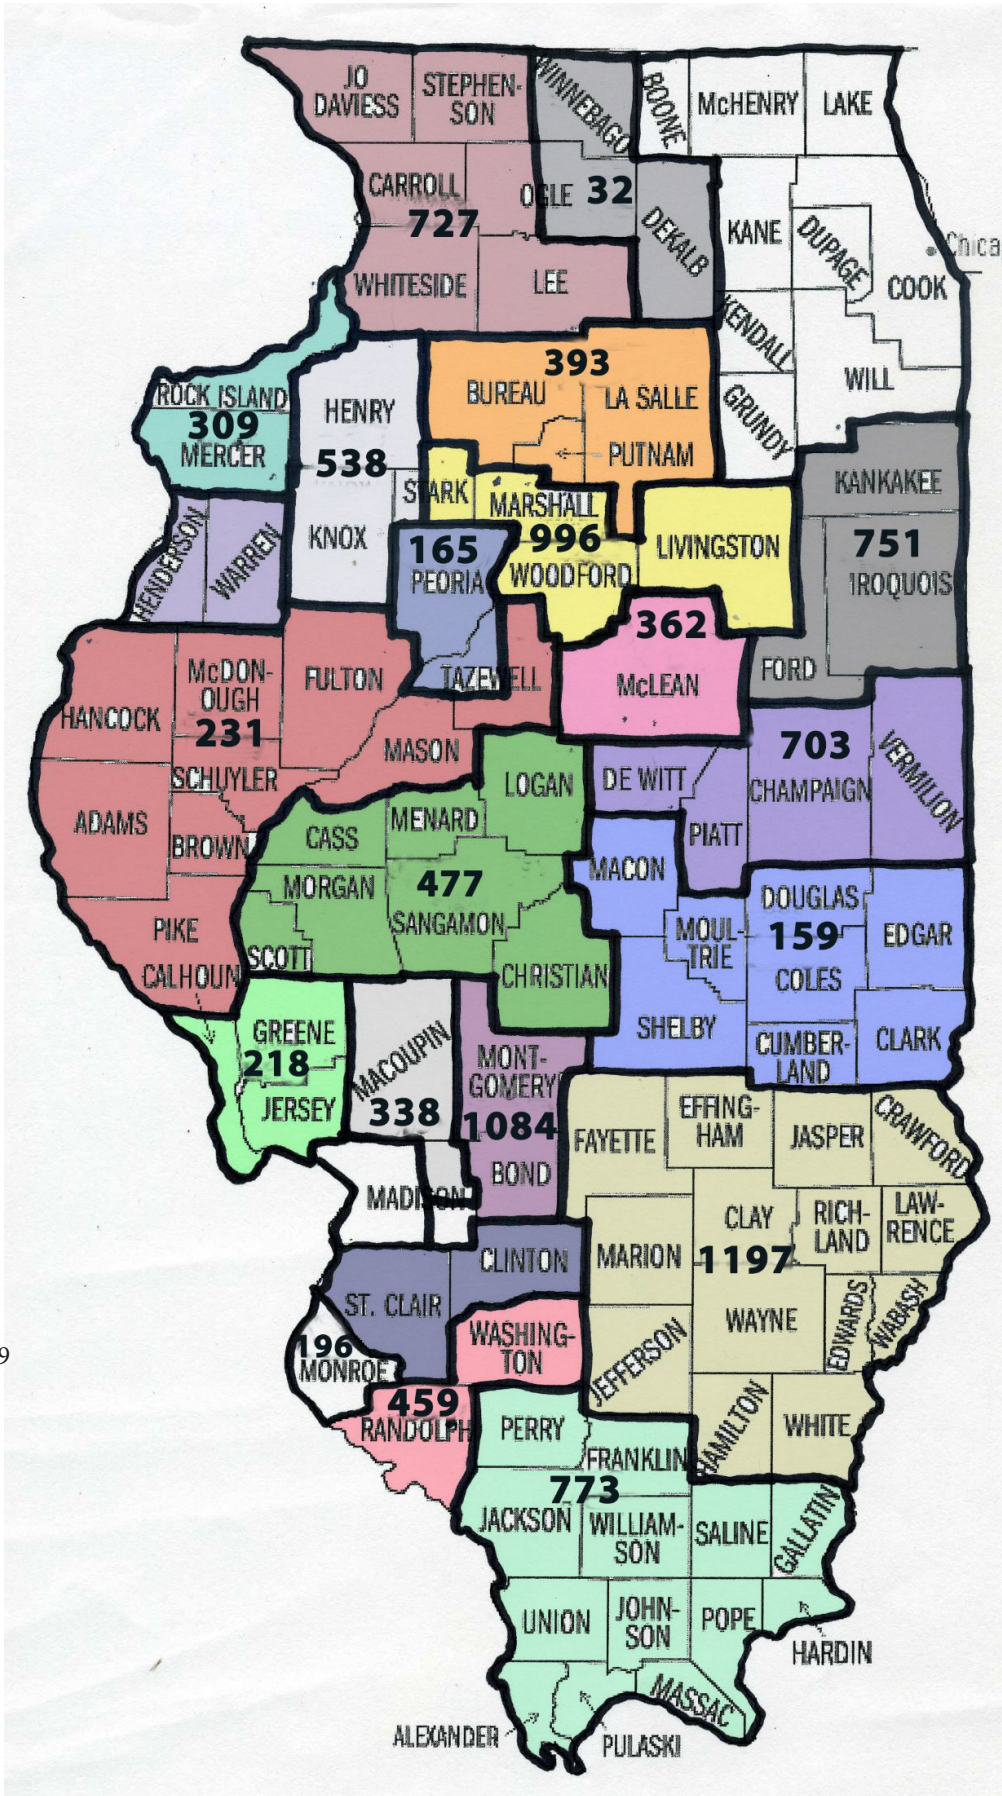 JO
DAVIESS
STEPHEN-
SON
WINNEBAGO
BOONE
McHENRY
LAKE
CARROLL
727
OGLE
32
DEKALB
KANE
DUPAGE
Chica
COOK
WHITESIDE
LEE
KENDALL
WILL
GRUNDY
ROCK ISLAND
309
MERCER
HENRY
538
KNOX
393
BUREAU
LA SALLE
PUTNAM
KANKAKEE
STARK
MARSHALL
996
WOODFORD
LIVINGSTON
751
IROQUOIS
HENDERSON
WARREN
165
PEORIA
362
McLEAN
FORD
TAZEWELL
HANCOCK
McDON-
OUGH
231
FULTON
MASON
SCHUYLER
ADAMS
BROWN
PIKE
CALHOUN
LOGAN
MENARD
CASS
MORGAN
477
SANGAMON
SCOTT
CHRISTIAN
DE WITT
703
CHAMPAIGN
VERMILION
PIATT
MACON
DOUGLAS
MOUL-
TRIE
159
EDGAR
COLES
SHELBY
CUMBER-
LAND
CLARK
GREENE
218
JERSEY
MACOUPIN
338
MONT-
GOMERY
1084
BOND
MADISON
FAYETTE
EFFING-
HAM
JASPER
CRAWFORD
CLAY
RICH-
LAND
LAW-
RENCE
MARION
1197
WAYNE
EDWARDS
WABASH
CLINTON
ST. CLAIR
WASHING-
TON
JEFFERSON
9
196
MONROE
459
RANDOLPH
HAMILTON
WHITE
PERRY
FRANKLIN
773
JACKSON
WILLIAM-
SON
SALINE
GALLATIN
UNION
JOHN-
SON
POPE
HARDIN
MASSAC
ALEXANDER
PULASKI